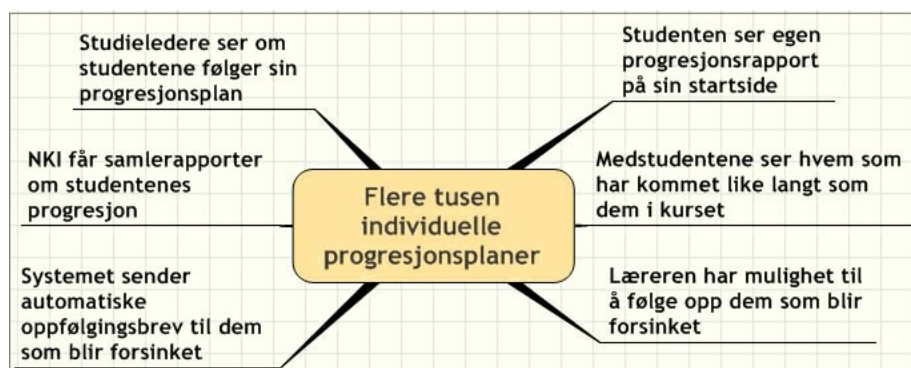 Studieledere ser om
studentene følger sin
progresjonsplan
Studenten ser egen
progresjonsrapport
på sin startside
NKI får samlerapporter
om studentenes
progresjon
Flere tusen
individuelle
progresjonsplaner
Medstudentene ser hvem som
har kommet like langt som
dem i kurset
Systemet sender
automatiske
oppfølgingsbrev til dem
som blir forsinket
Læreren har mulighet til
å følge opp dem som blir
forsinket